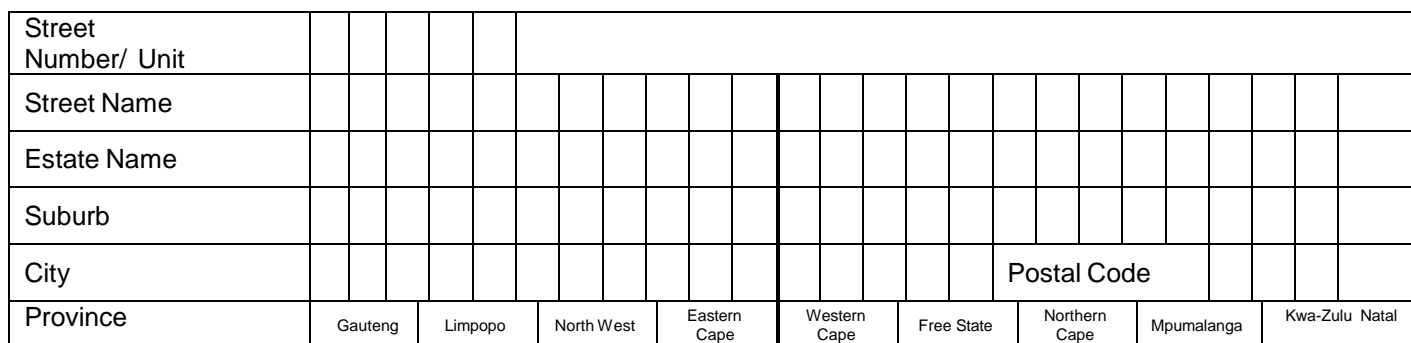 Street
Number/ Unit
Street Name
Estate Name
Suburb
City
Postal Code
Province
Gauteng
Limpopo
North West
Eastern
Cape
Western
Cape
Free State
Northern
Cape
Mpumalanga
Kwa-Zulu Natal